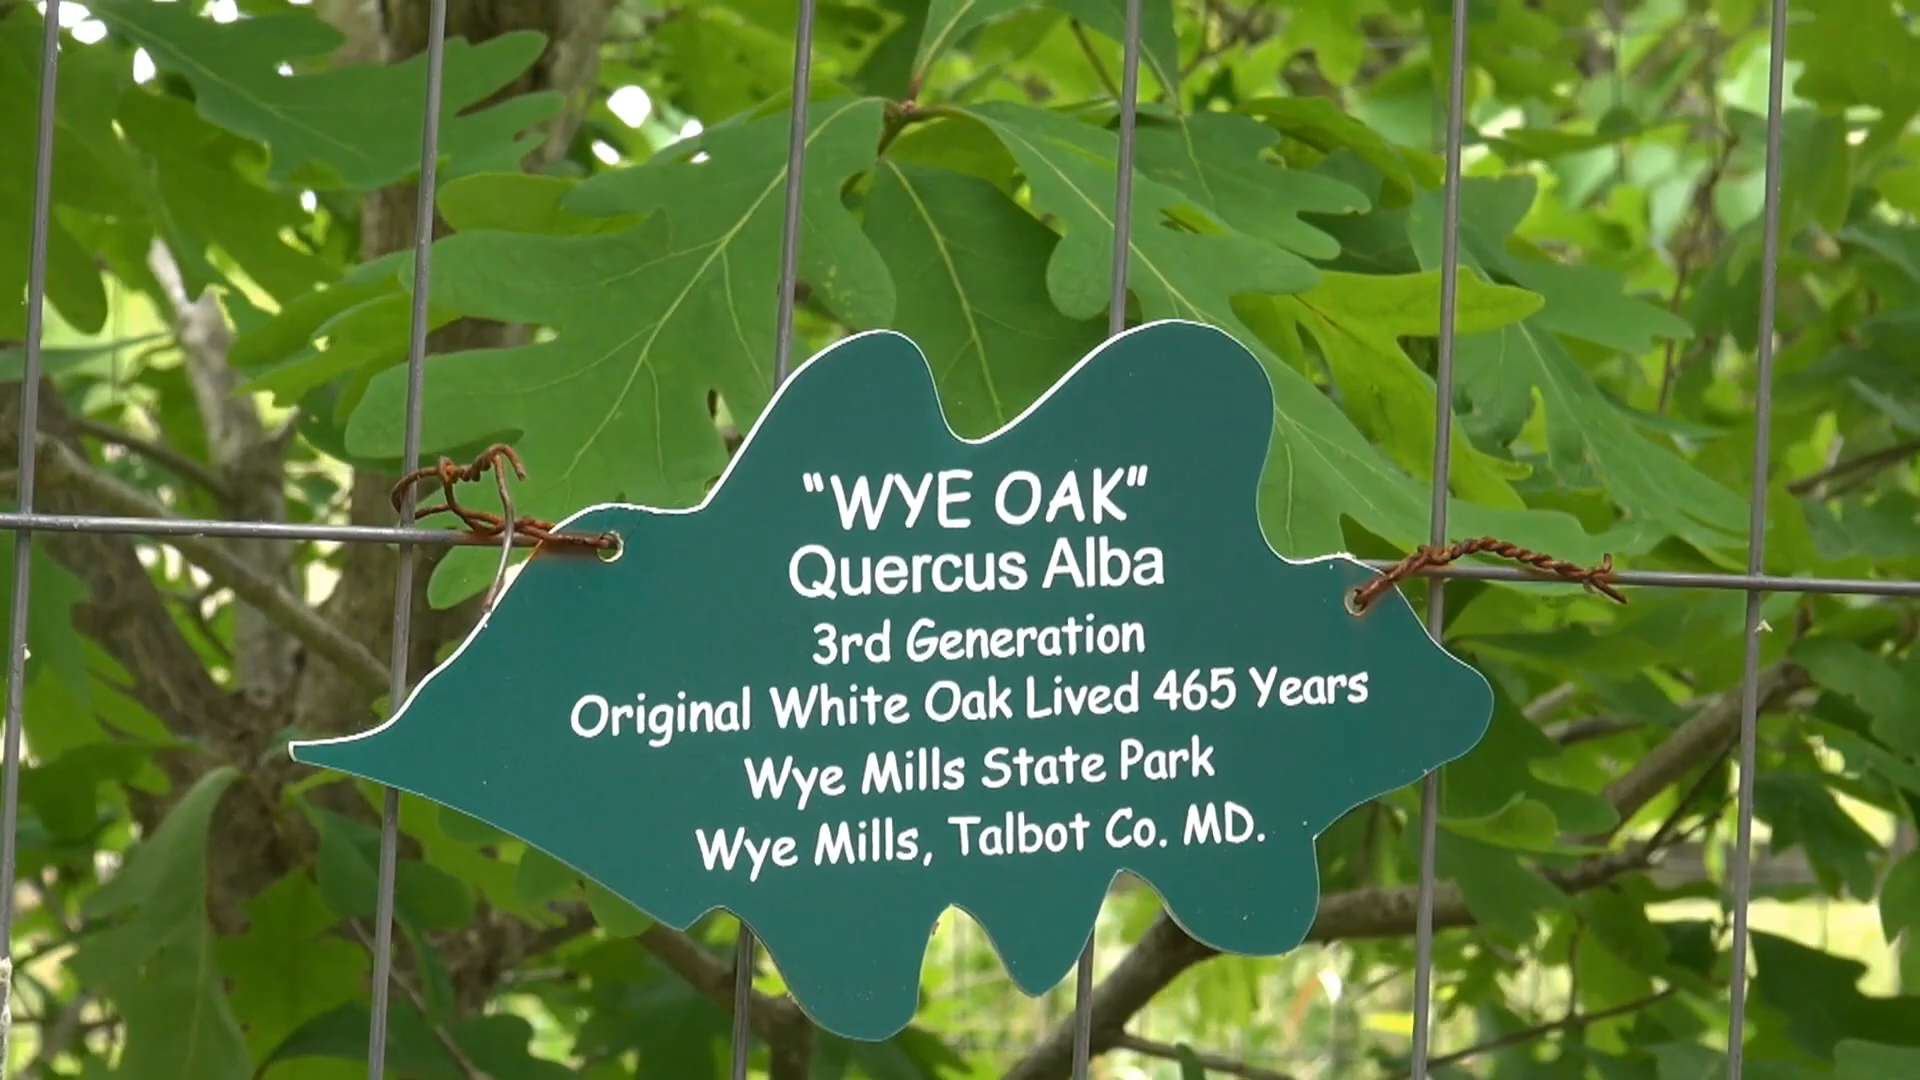 "WYE OAK"
Quercus Alba
3rd Generation
Original White Oak Lived 465 Years
Wye Mills State Park
Wye Mills, Talbot Co. MD.